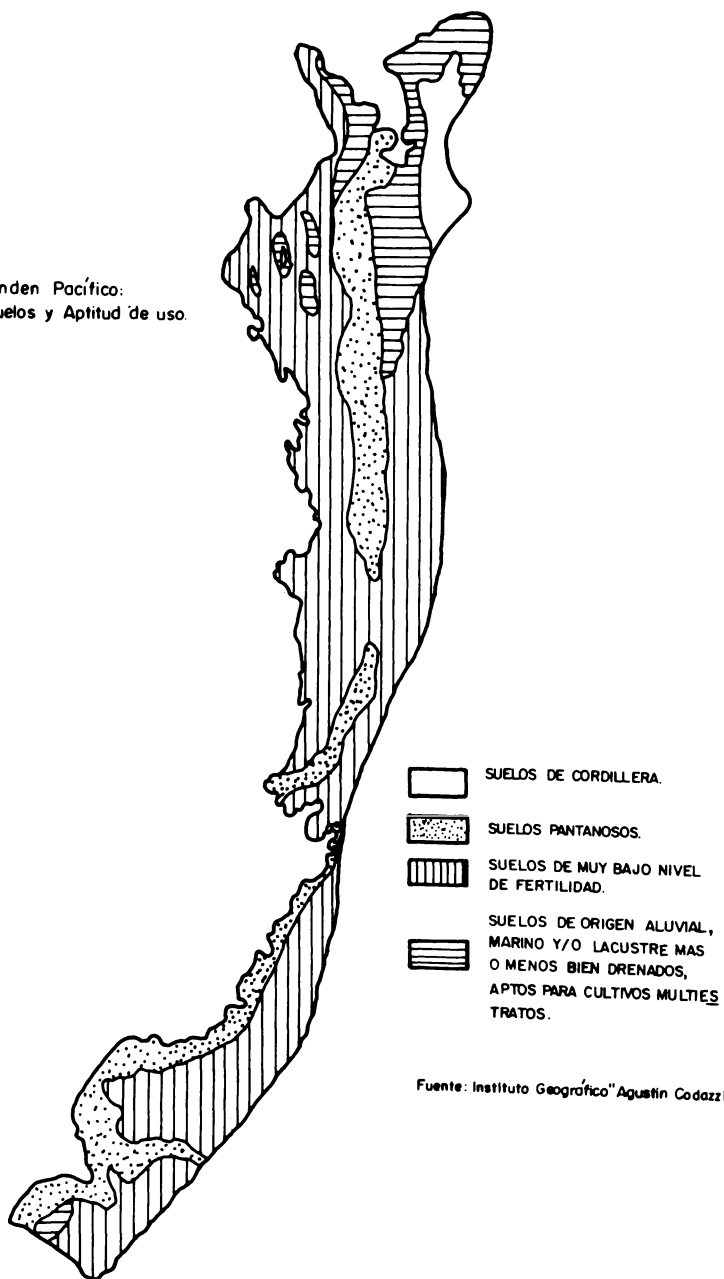 nden Pacífico:
uelos y Aptitud de uso.
SUELOS DE CORDILLERA.
SUELOS PANTANOSOS.
SUELOS DE MUY BAJO NIVEL
DE FERTILIDAD.
SUELOS DE ORIGEN ALUVIAL,
MARINO Y/O LACUSTRE MAS
O MENOS BIEN DRENADOS,
APTOS PARA CULTIVOS MULTIES
TRATOS.
Fuente: Instituto Geográfico "Agustin Codazzi